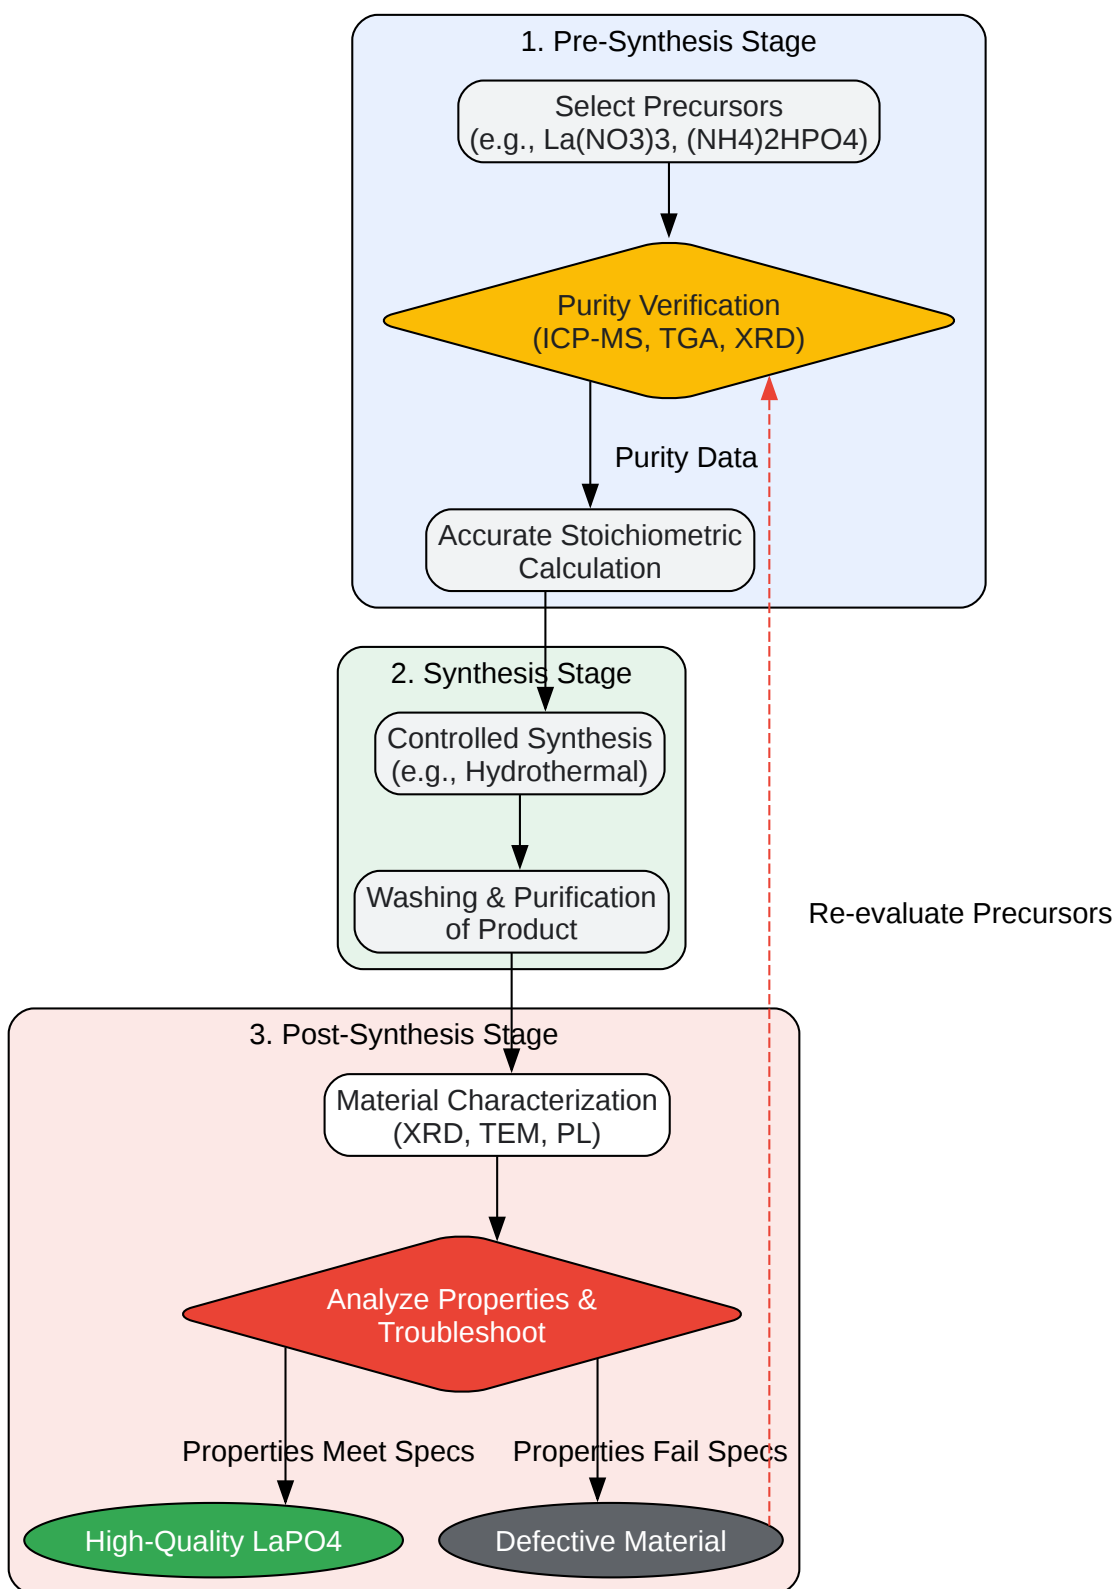 1. Pre-Synthesis Stage
Select Precursors
(e.g., La(NO3)3, (NH4)2HPO4)
Purity Verification
(ICP-MS, TGA, XRD)
Purity Data
Accurate Stoichiometric
Calculation
2. Synthesis Stage
Controlled Synthesis
(e.g., Hydrothermal)
Washing & Purification
of Product
Re-evaluate Precursors
3. Post-Synthesis Stage
Material Characterization
(XRD, TEM, PL)
Analyze Properties &
Troubleshoot
Properties Meet Specs
Properties Fail Specs
High-Quality LaPO4
Defective Material